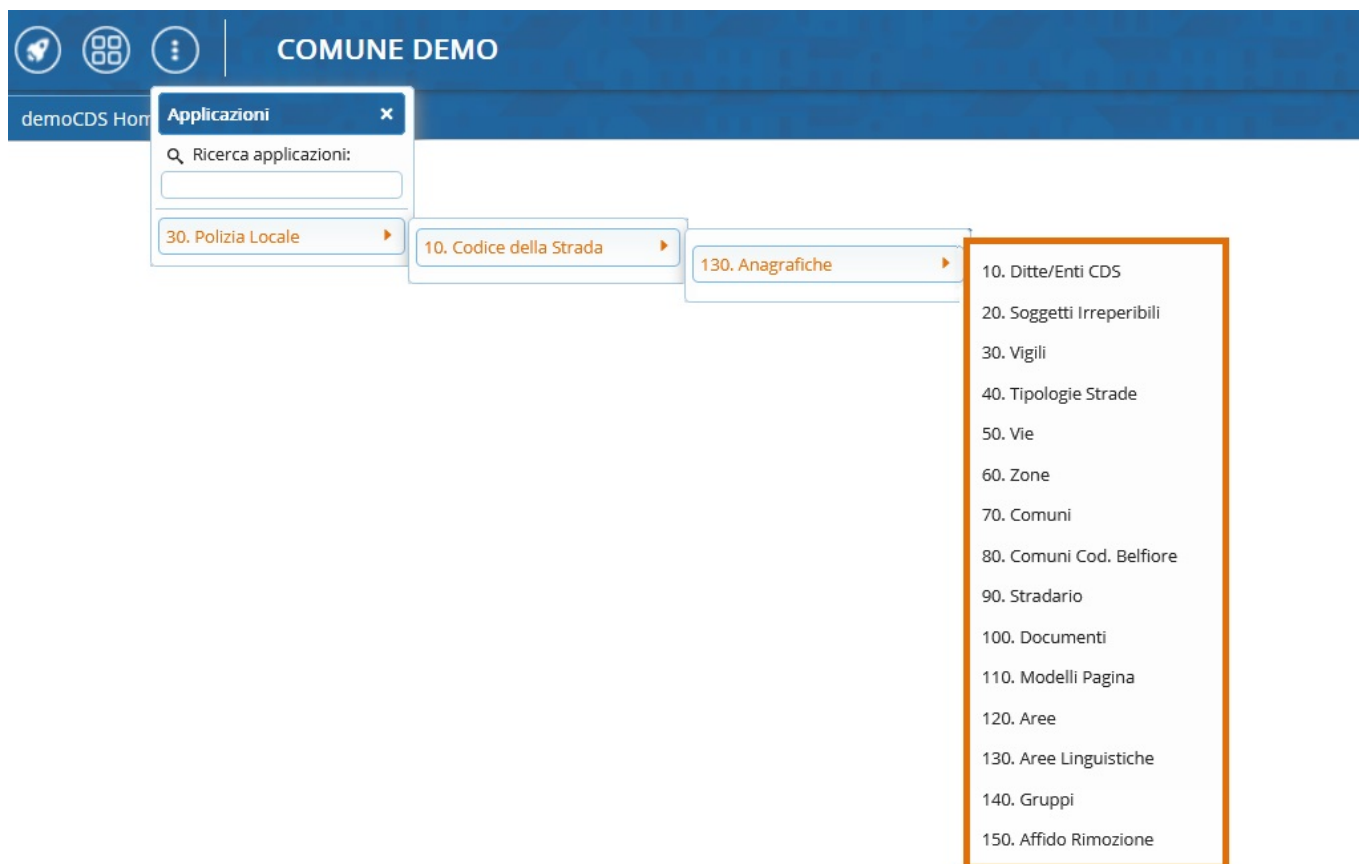 COMUNE DEMO
demoCDS Hom
Applicazioni ×
Ricerca applicazioni:
30. Polizia Locale
10. Codice della Strada
130. Anagrafiche
10. Ditte/Enti CDS
20. Soggetti Irreperibili
30. Vigili
40. Tipologie Strade
50. Vie
60. Zone
70. Comuni
80. Comuni Cod. Belfiore
90. Stradario
100. Documenti
110. Modelli Pagina
120. Aree
130. Aree Linguistiche
140. Gruppi
150. Affido Rimozione